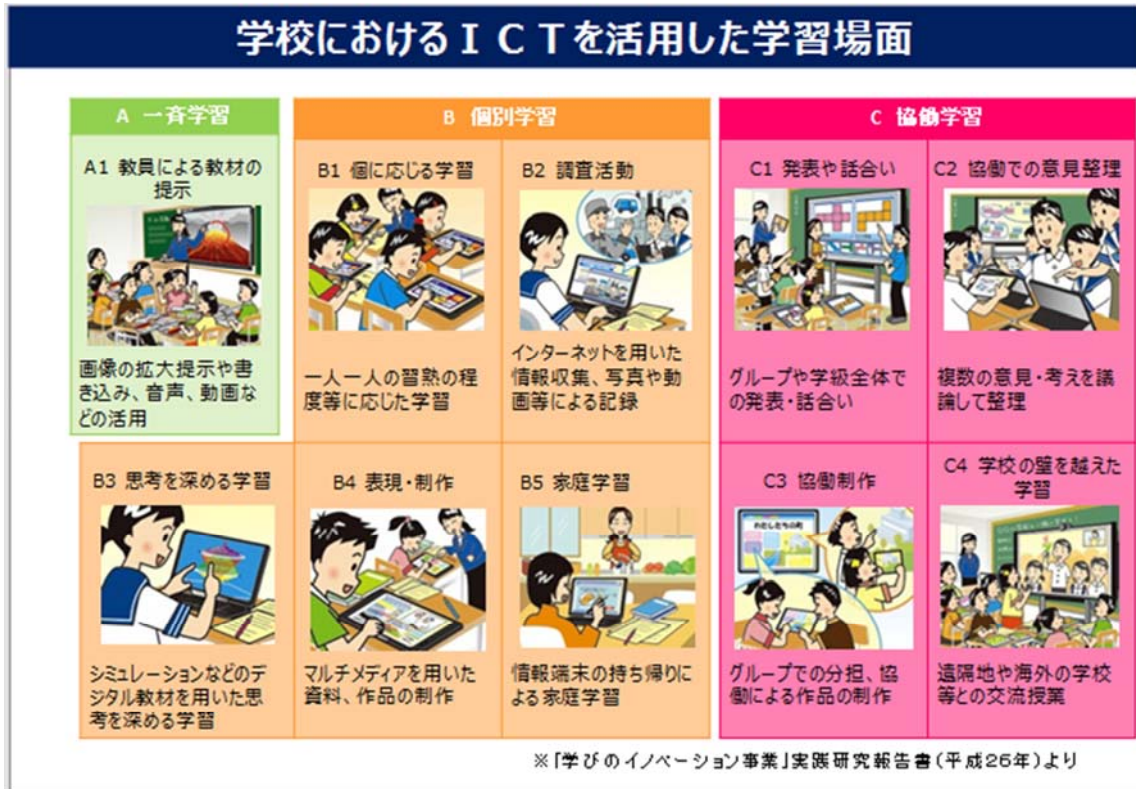 学校におけるＩＣＴを活用した学習場面
A 一斉学習
B 個別学習
C 協働学習
A1 教員による教材の
提示
画像の拡大提示や書
き込み、音声、動画な
どの活用
B1 個に応じる学習
一人一人の習熟の程
度等に応じた学習
B2 調査活動
インターネットを用いた
情報収集、写真や動
画等による記録
C1 発表や話合い
グループや学級全体で
の発表・話合い
C2 協働での意見整理
複数の意見・考えを議
論して整理
B3 思考を深める学習
シミュレーションなどのデ
ジタル教材を用いた思
考を深める学習
B4 表現・制作
マルチメディアを用いた
資料、作品の制作
B5 家庭学習
情報端末の持ち帰りに
よる家庭学習
C3 協働制作
わたしたちの町
グループでの分担、協
働による作品の制作
C4 学校の壁を越えた
学習
遠隔地や海外の学校
等との交流授業
※「学びのイノベーション事業」実践研究報告書(平成26年)より